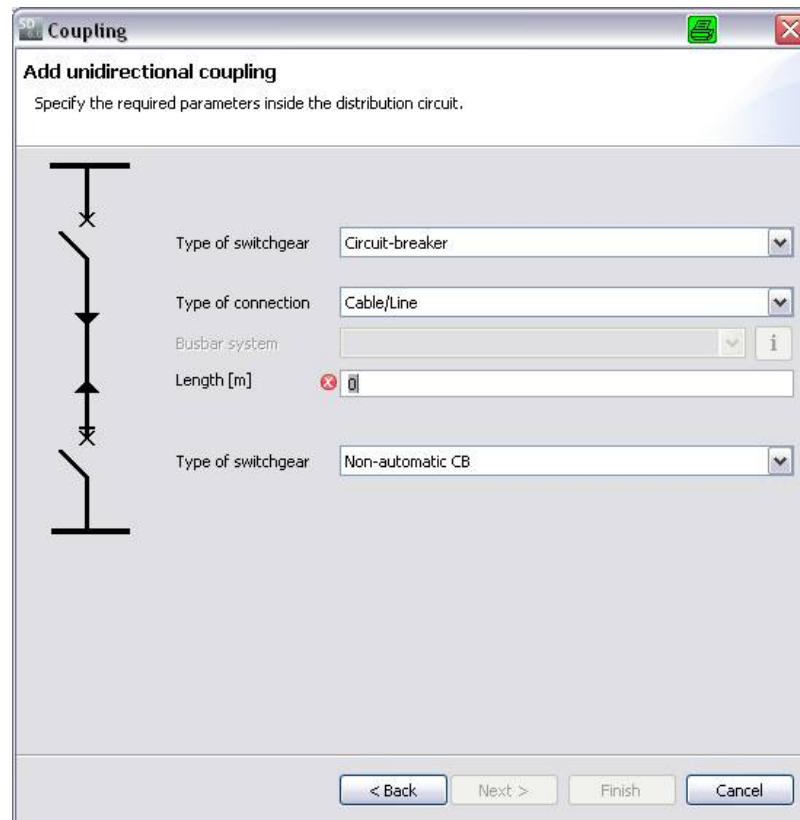 Coupling
Add unidirectional coupling
Specify the required parameters inside the distribution circuit.
Type of switchgear Circuit-breaker
Type of connection Cable/Line
Busbar system i
Length [m] 0
Type of switchgear Non-automatic CB
< Back Next > Finish Cancel